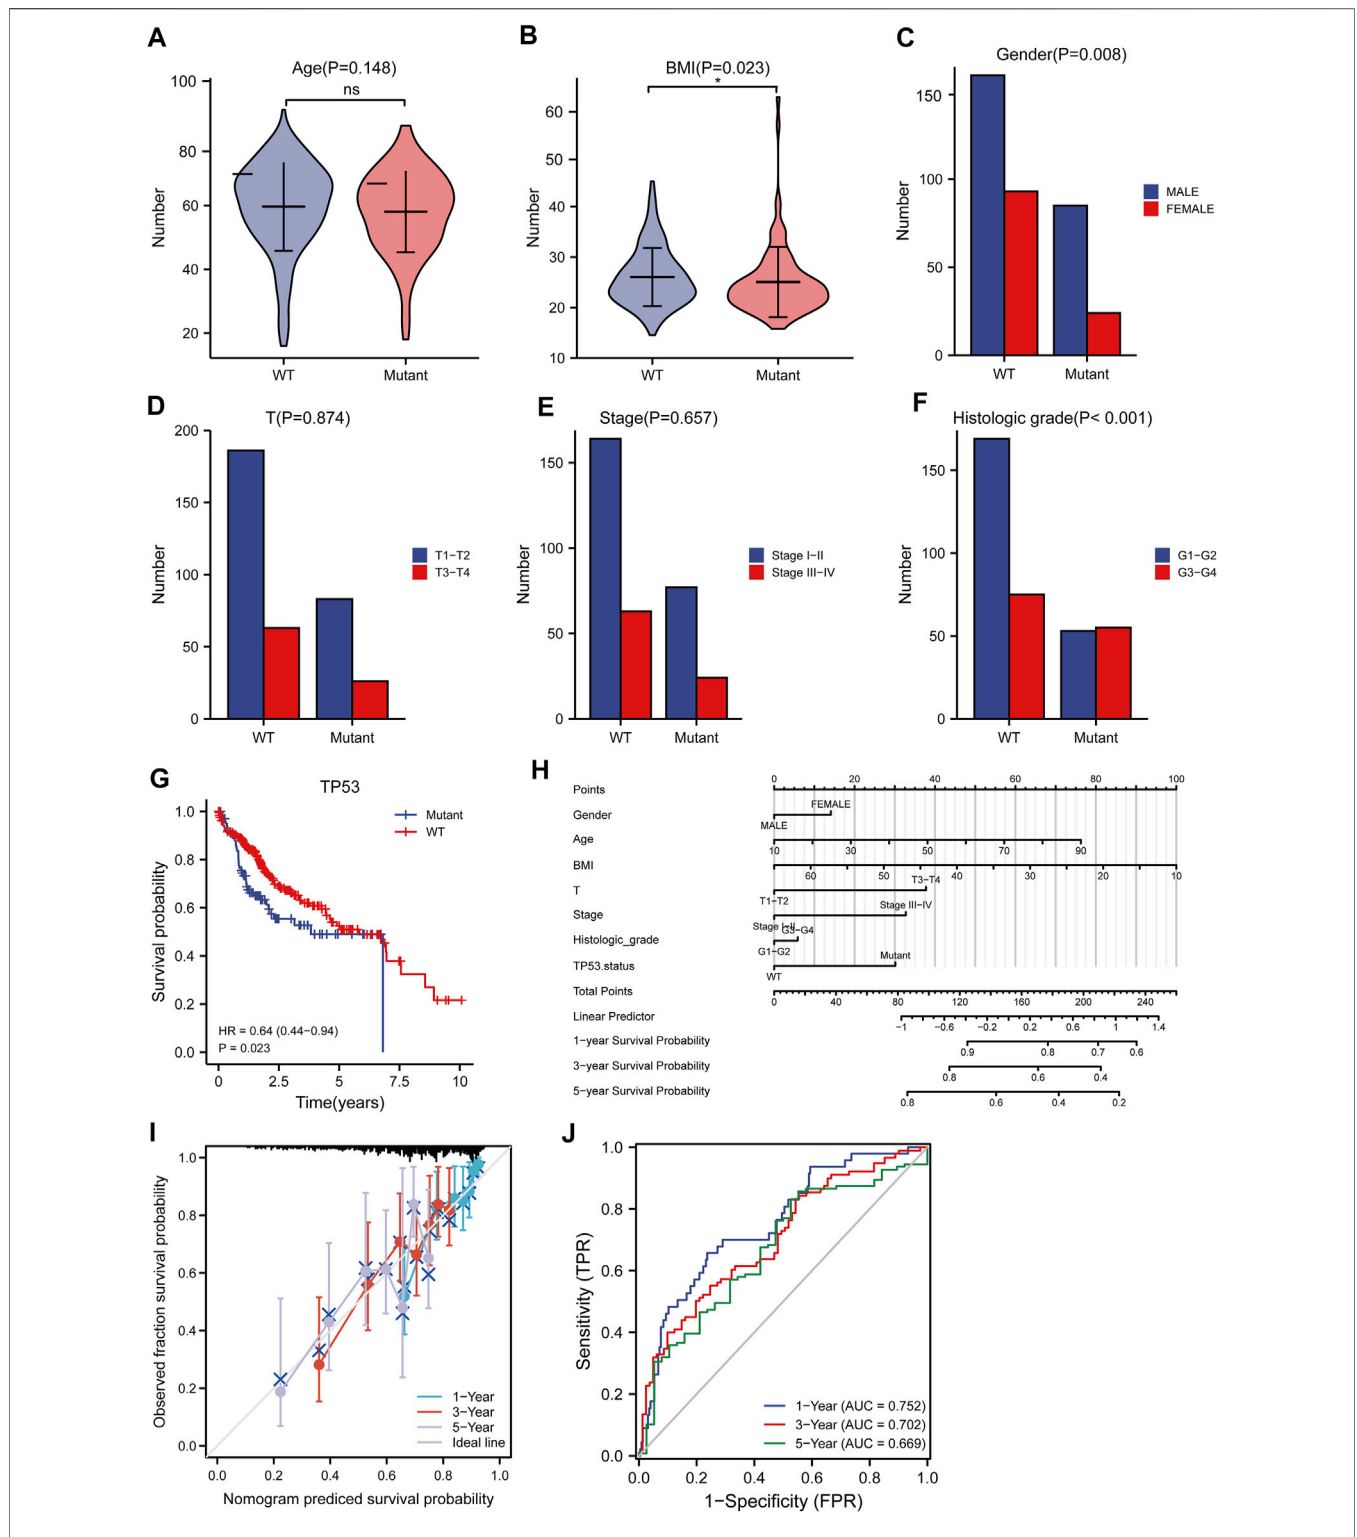 A
Age(P=0.148)
ns
100
80
60
40
20
Number
WT
Mutant
B
BMI(P=0.023)
*
60
50
40
30
20
10
Number
WT
Mutant
C
Gender(P=0.008)
150
100
50
0
Number
WT
Mutant
MALE
FEMALE
D
T(P=0.874)
200
150
100
50
0
Number
WT
Mutant
T1−T2
T3−T4
E
Stage(P=0.657)
150
100
50
0
Number
WT
Mutant
Stage I−II
Stage III−IV
F
Histologic grade(P< 0.001)
150
100
50
0
Number
WT
Mutant
G1−G2
G3−G4
G
TP53
1.0
0.8
0.6
0.4
0.2
0.0
Survival probability
Mutant
WT
HR = 0.64 (0.44−0.94)
P = 0.023
0 2.5 5 7.5 10
Time(years)
H
Points
0 20 40 60 80 100
Gender
FEMALE
MALE
Age
10 30 50 70 90
BMI
60 50 40 30 20 10
T
T3−T4
T1−T2
Stage
Stage III−IV
Stage I−II
Histologic_grade
G3−G4
G1−G2
TP53.status
Mutant
WT
Total Points
0 40 80 120 160 200 240
Linear Predictor
−1 −0.6 −0.2 0.2 0.6 1 1.4
1−year Survival Probability
0.9 0.8 0.7 0.6
3−year Survival Probability
0.8 0.6 0.4
5−year Survival Probability
0.8 0.6 0.4 0.2
I
1.0
0.8
0.6
0.4
0.2
0.0
Observed fraction survival probability
1−Year
3−Year
5−Year
Ideal line
0.0 0.2 0.4 0.6 0.8 1.0
Nomogram prediced survival probability
J
1.0
0.8
0.6
0.4
0.2
0.0
Sensitivity (TPR)
1−Year (AUC = 0.752)
3−Year (AUC = 0.702)
5−Year (AUC = 0.669)
0.0 0.2 0.4 0.6 0.8 1.0
1−Specificity (FPR)